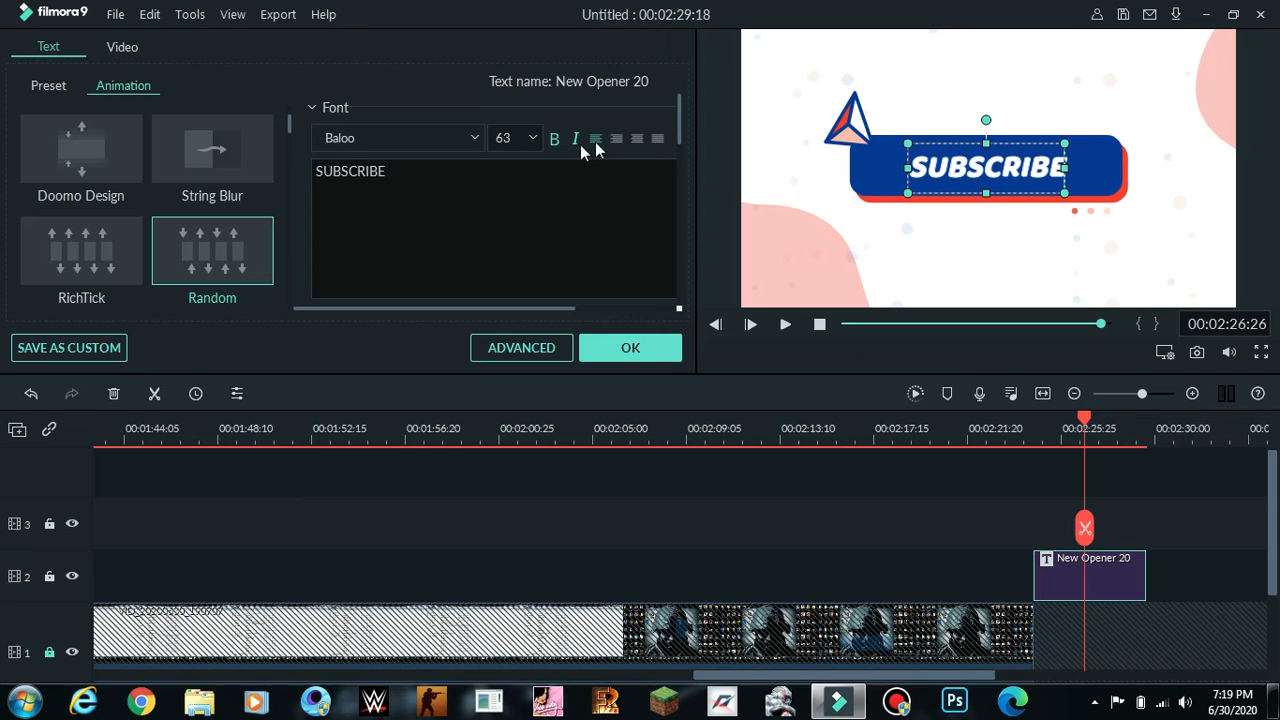 filmora9
File Edit Tools View Export Help
Untitled : 00:02:29:18
Text Video
Preset Animation
Text name: New Opener 20
Font
Baloo 63 B I
SUBSCRIBE
Doomo Design String Blur
RichTick Random
SAVE AS CUSTOM ADVANCED OK
SUBSCRIBE
{ } 00:02:26:26
00:01:44:05 00:01:48:10 00:01:52:15 00:01:56:20 00:02:00:25 00:02:05:00 00:02:09:05 00:02:13:10 00:02:17:15 00:02:21:20 00:02:25:25 00:02:30:00
3
2
T New Opener 20
1
W
Ps
7:19 PM
6/30/2020